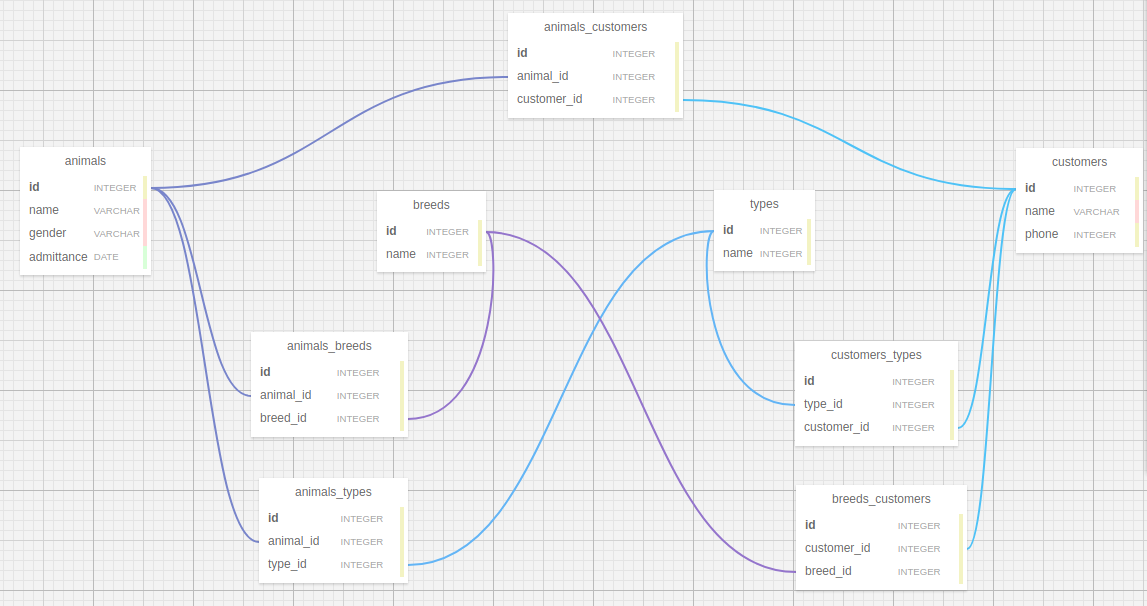 animals_customers
id INTEGER
animal_id INTEGER
customer_id INTEGER
animals
id INTEGER
name VARCHAR
gender VARCHAR
admittance DATE
breeds
id INTEGER
name INTEGER
types
id INTEGER
name INTEGER
customers
id INTEGER
name VARCHAR
phone INTEGER
animals_breeds
id INTEGER
animal_id INTEGER
breed_id INTEGER
customers_types
id INTEGER
type_id INTEGER
customer_id INTEGER
animals_types
id INTEGER
animal_id INTEGER
type_id INTEGER
breeds_customers
id INTEGER
customer_id INTEGER
breed_id INTEGER